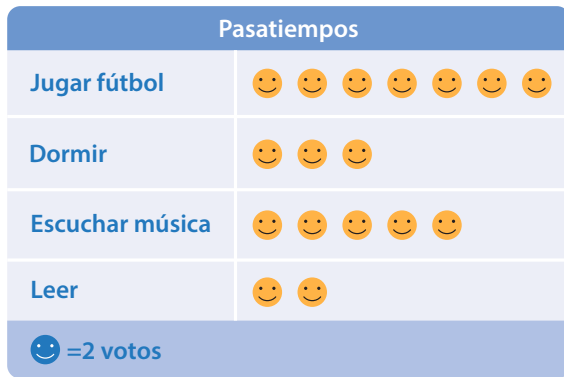 Pasatiempos
Jugar fútbol
Dormir
Escuchar música
Leer
=2 votos